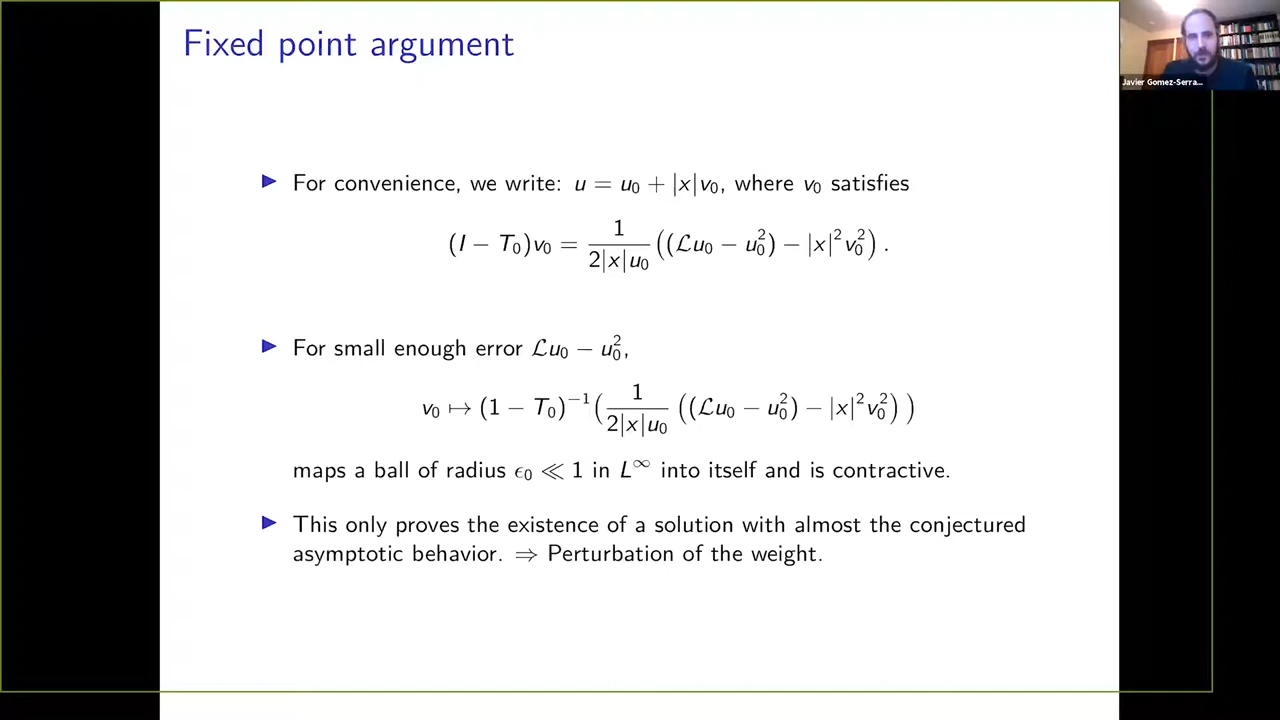 Fixed point argument
Javier Gomez-Serra...
▶ For convenience, we write: u = u₀ + |x|v₀, where v₀ satisfies
(I − T₀)v₀ = 1/(2|x|u₀) ((ℒu₀ − u₀²) − |x|²v₀²) .
▶ For small enough error ℒu₀ − u₀²,
v₀ ↦ (1 − T₀)⁻¹( 1/(2|x|u₀) ((ℒu₀ − u₀²) − |x|²v₀²) )
maps a ball of radius ϵ₀ ≪ 1 in L^∞ into itself and is contractive.
▶ This only proves the existence of a solution with almost the conjectured
asymptotic behavior. ⇒ Perturbation of the weight.